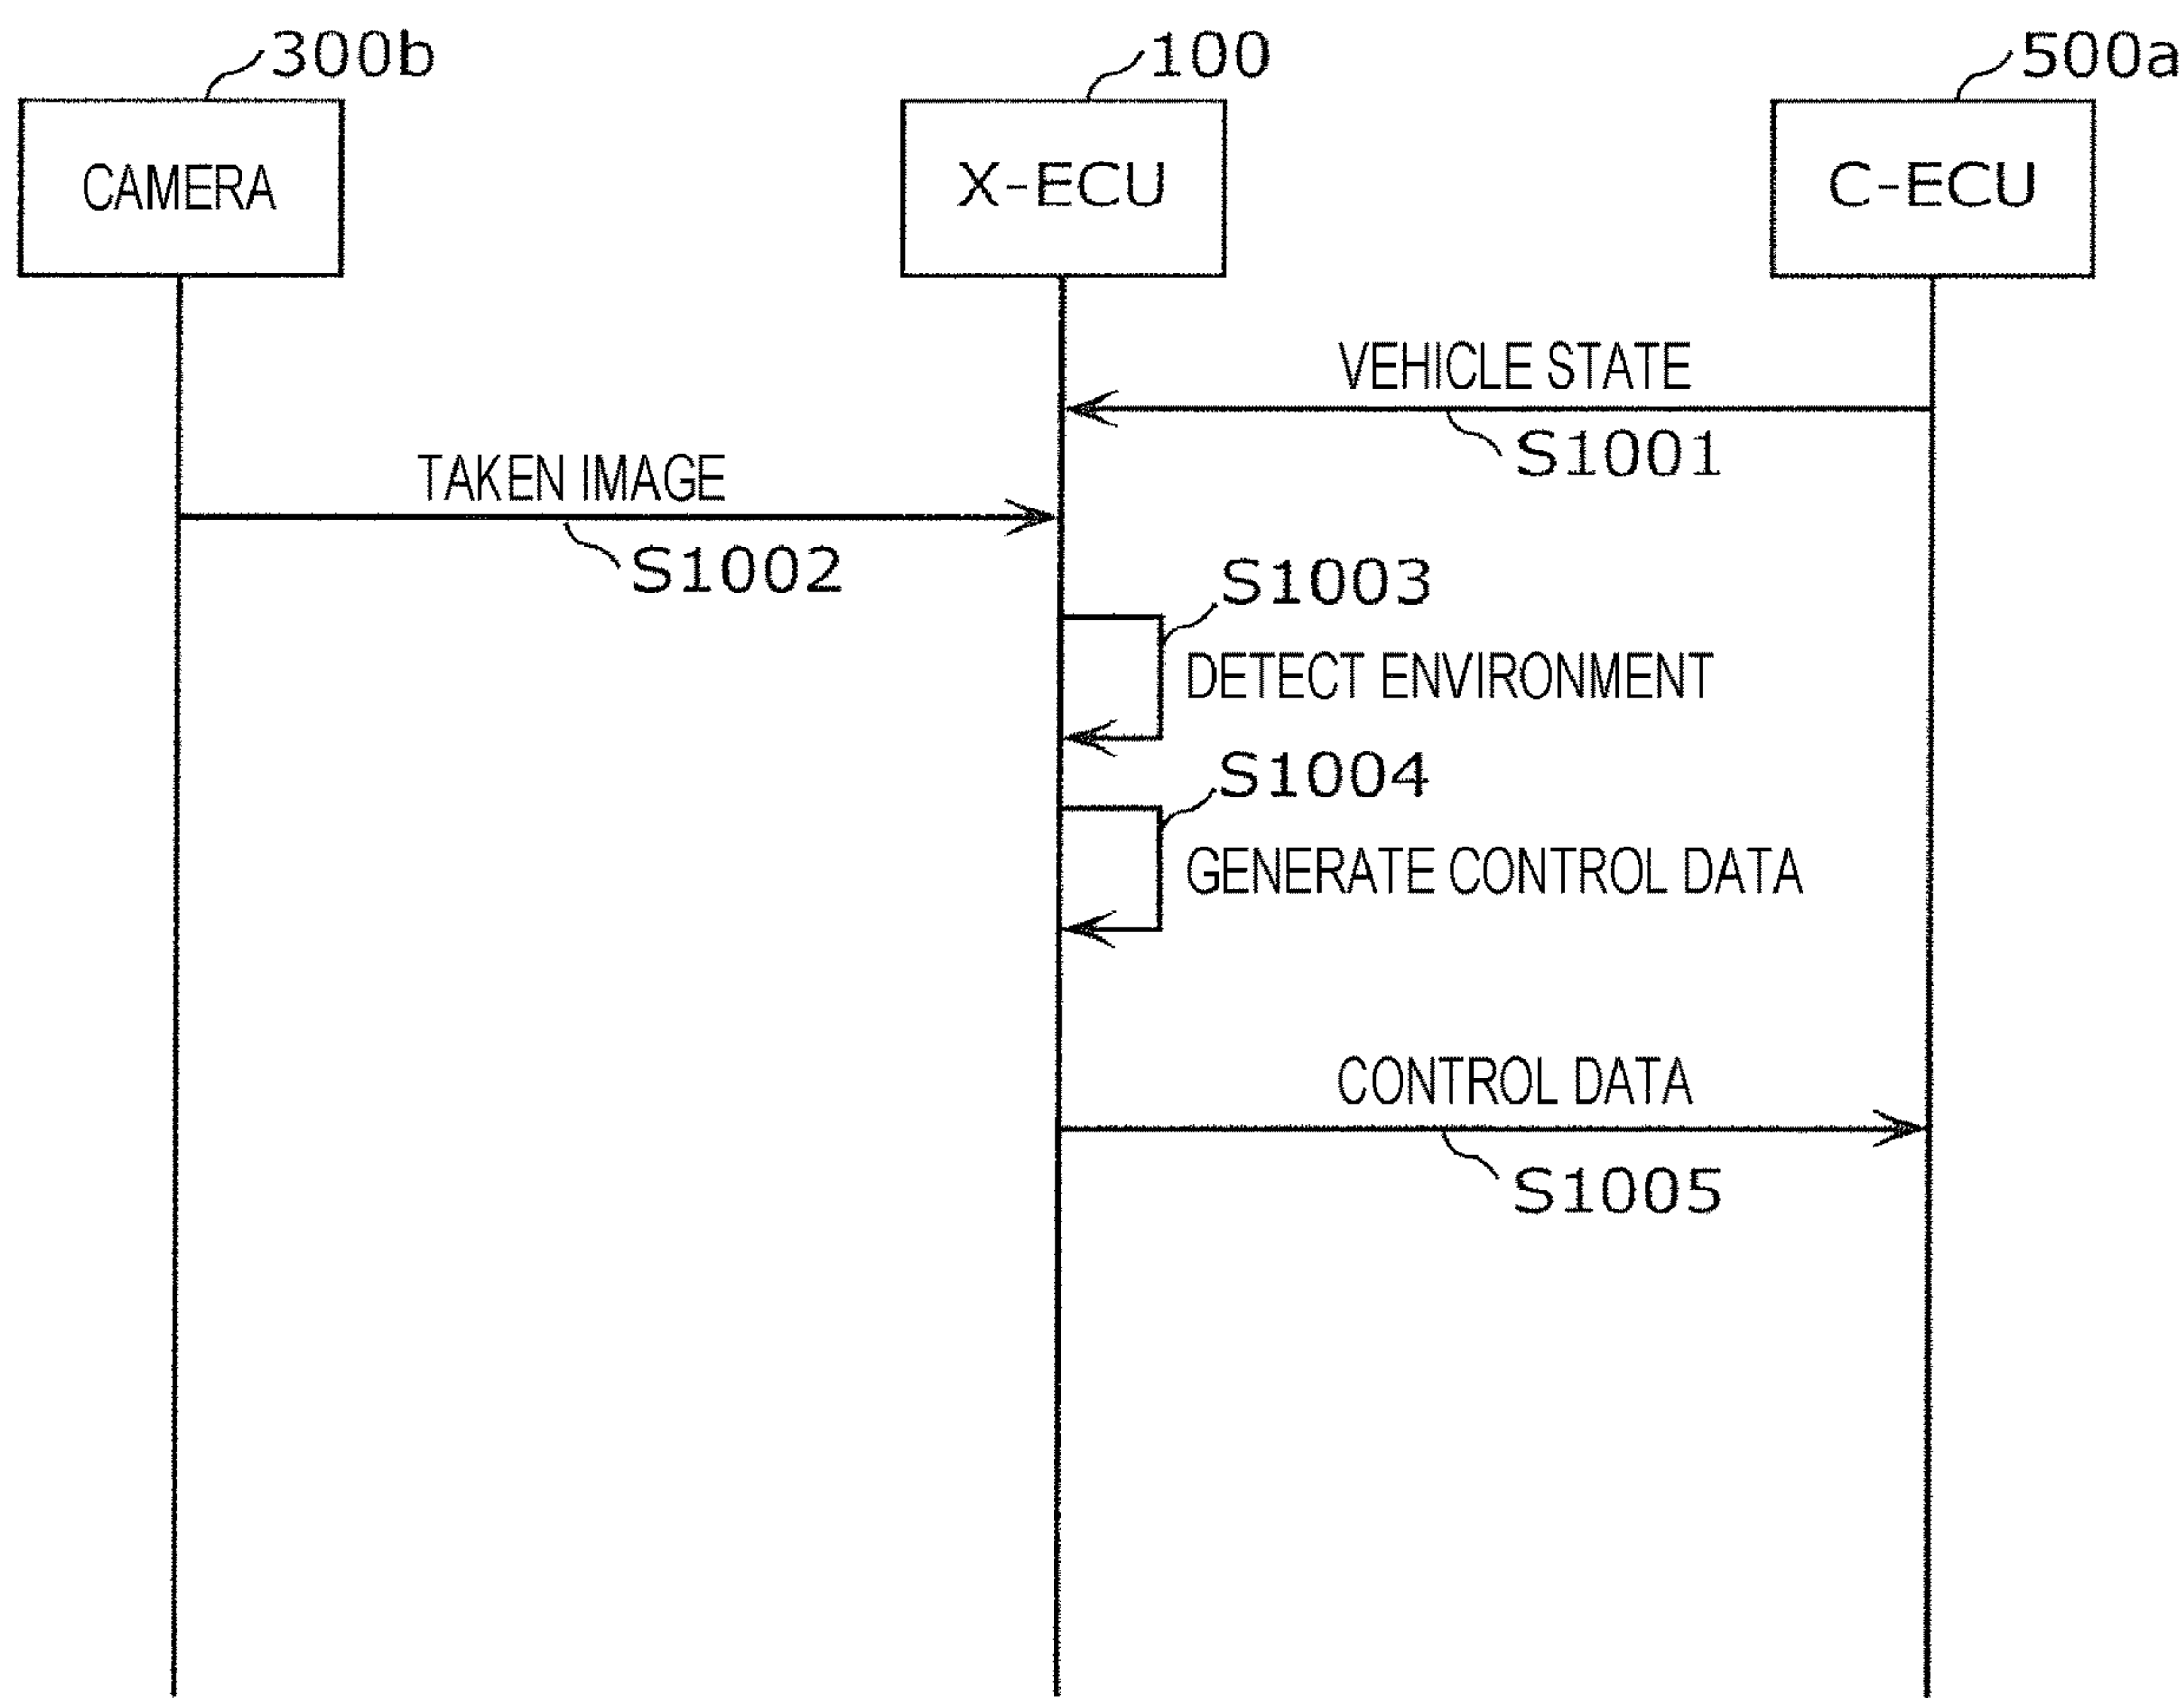 300b
100
500a
CAMERA
X-ECU
C-ECU
VEHICLE STATE
S1001
TAKEN IMAGE
S1002
S1003
DETECT ENVIRONMENT
S1004
GENERATE CONTROL DATA
CONTROL DATA
S1005